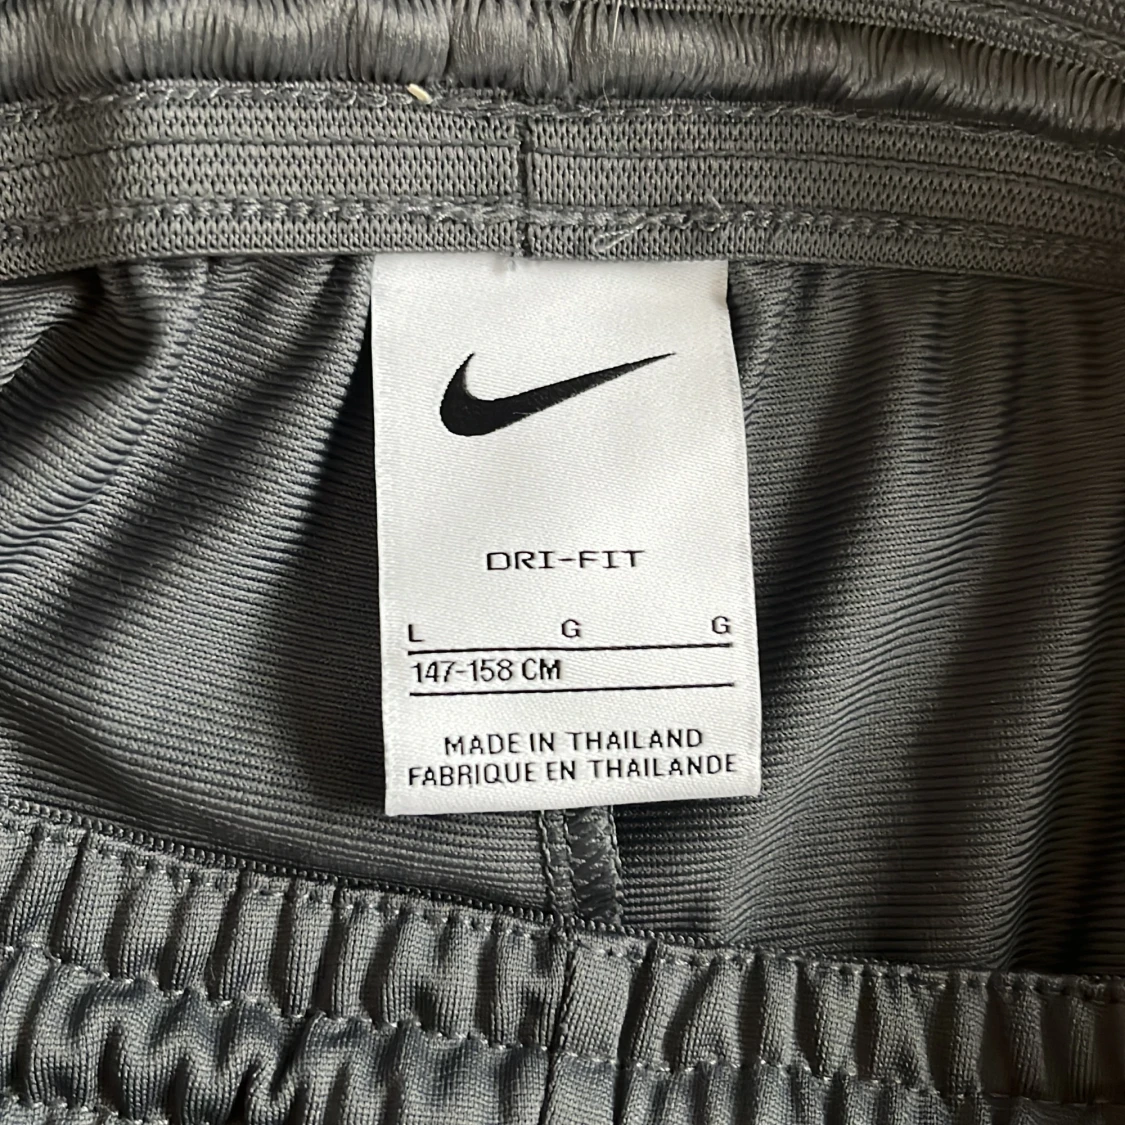 DRI-FIT
L G G
147-158 CM
MADE IN THAILAND
FABRIQUE EN THAILANDE